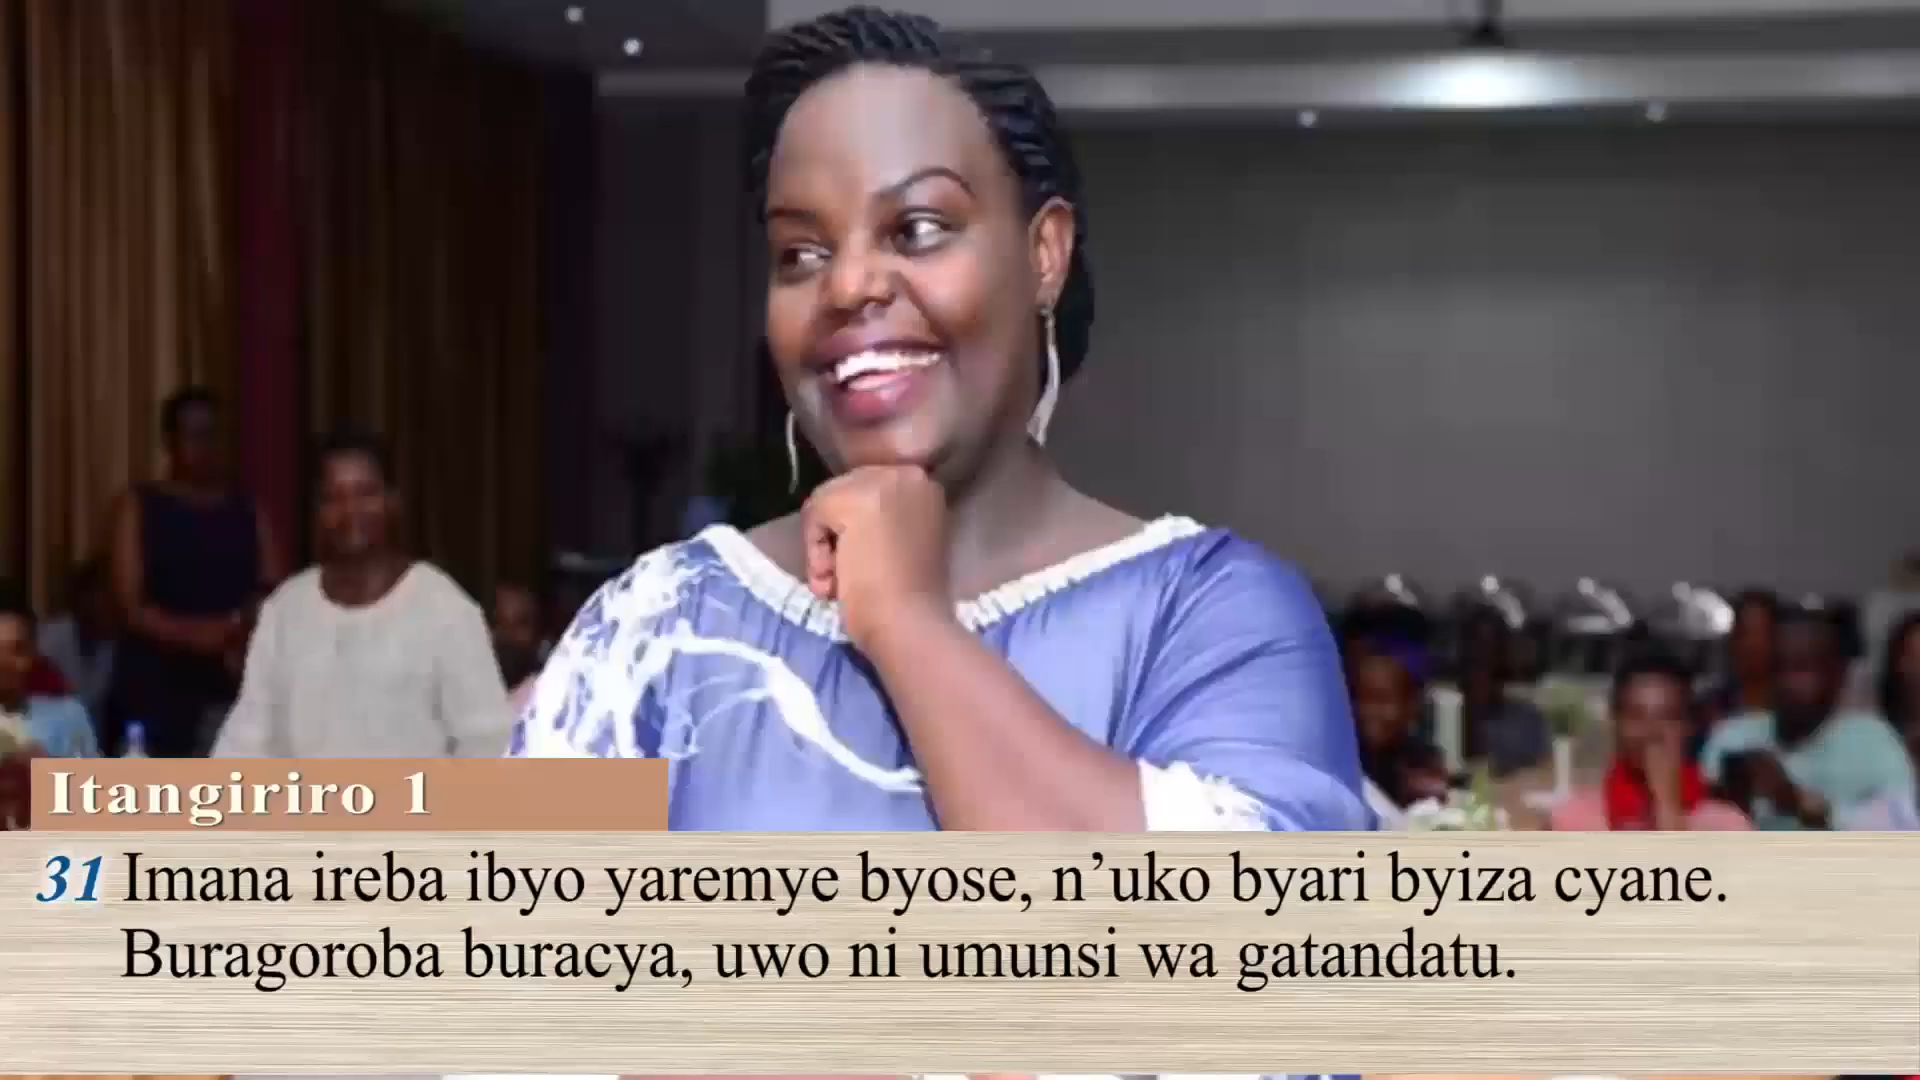 Itangiriro 1
31 Imana ireba ibyo yaremye byose, n’uko byari byiza cyane.
Buragoroba buracya, uwo ni umunsi wa gatandatu.